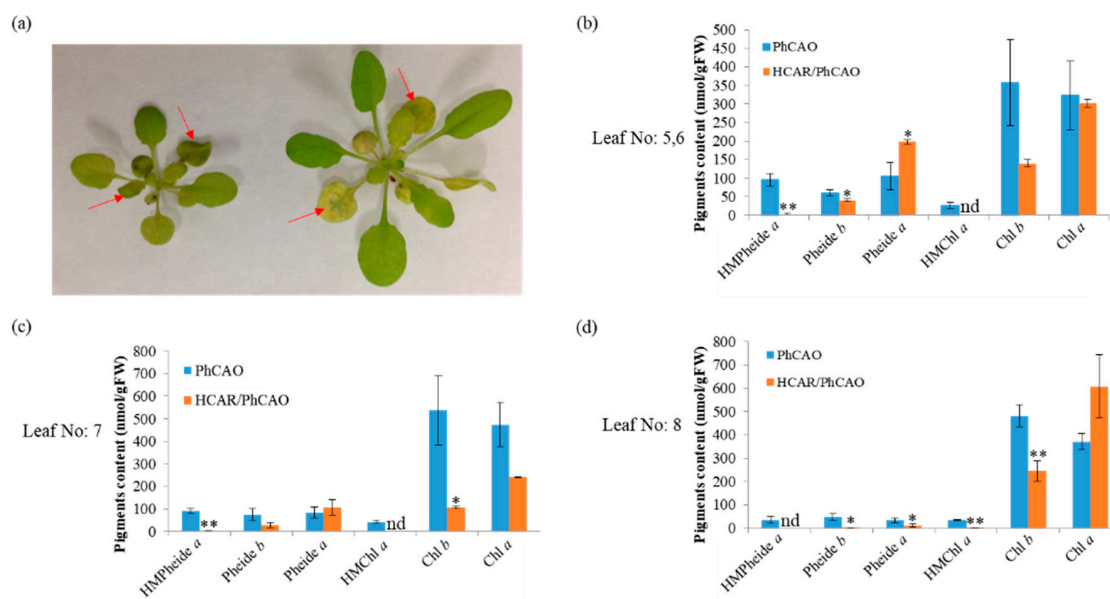 (a)
(b)
Leaf No: 5,6
Pigments content (nmol/gFW)
500
450
400
350
300
250
200
150
100
50
0
PhCAO
HCAR/PhCAO
**
*
*
nd
HMPheide a
Pheide b
Pheide a
HMChl a
Chl b
Chl a
(c)
Leaf No: 7
Pigments content (nmol/gFW)
800
700
600
500
400
300
200
100
0
PhCAO
HCAR/PhCAO
**
nd
*
HMPheide a
Pheide b
Pheide a
HMChl a
Chl b
Chl a
(d)
Leaf No: 8
Pigments content (nmol/gFW)
800
700
600
500
400
300
200
100
0
PhCAO
HCAR/PhCAO
nd
*
*
**
**
HMPheide a
Pheide b
Pheide a
HMChl a
Chl b
Chl a